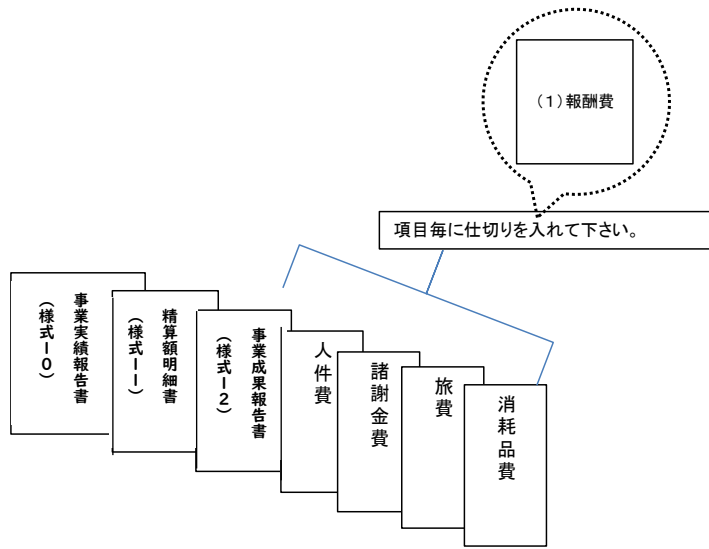 (1)報酬費
項目毎に仕切りを入れて下さい。
事業実績報告書
(様式10)
精算額明細書
(様式11)
事業成果報告書
(様式12)
人件費
諸謝金費
旅費
消耗品費